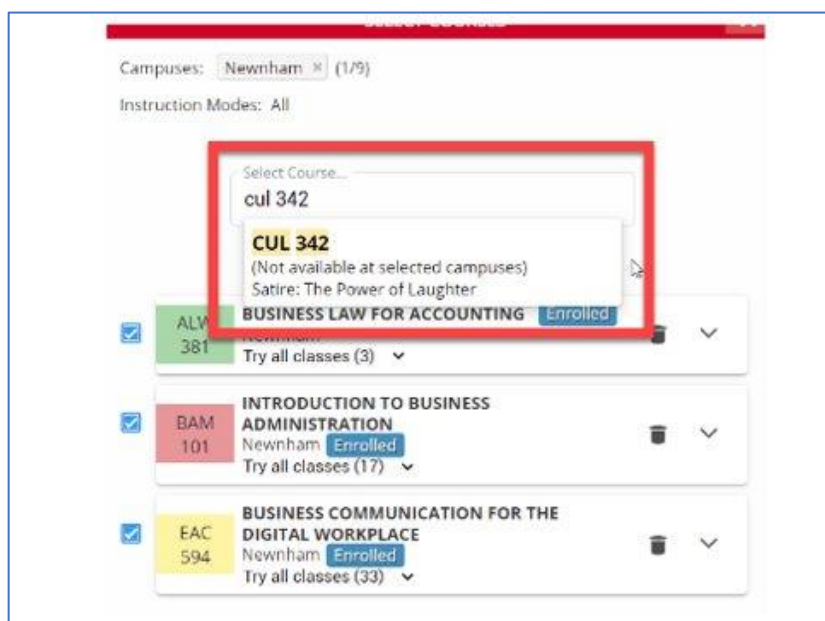 SELECT COURSES
Campuses: Newnham × (1/9)
Instruction Modes: All
Select Course...
cul 342
CUL 342
(Not available at selected campuses)
Satire: The Power of Laughter
ALW 381
BUSINESS LAW FOR ACCOUNTING Enrolled
Newnham
Try all classes (3)
BAM 101
INTRODUCTION TO BUSINESS
ADMINISTRATION
Newnham Enrolled
Try all classes (17)
EAC 594
BUSINESS COMMUNICATION FOR THE
DIGITAL WORKPLACE
Newnham Enrolled
Try all classes (33)